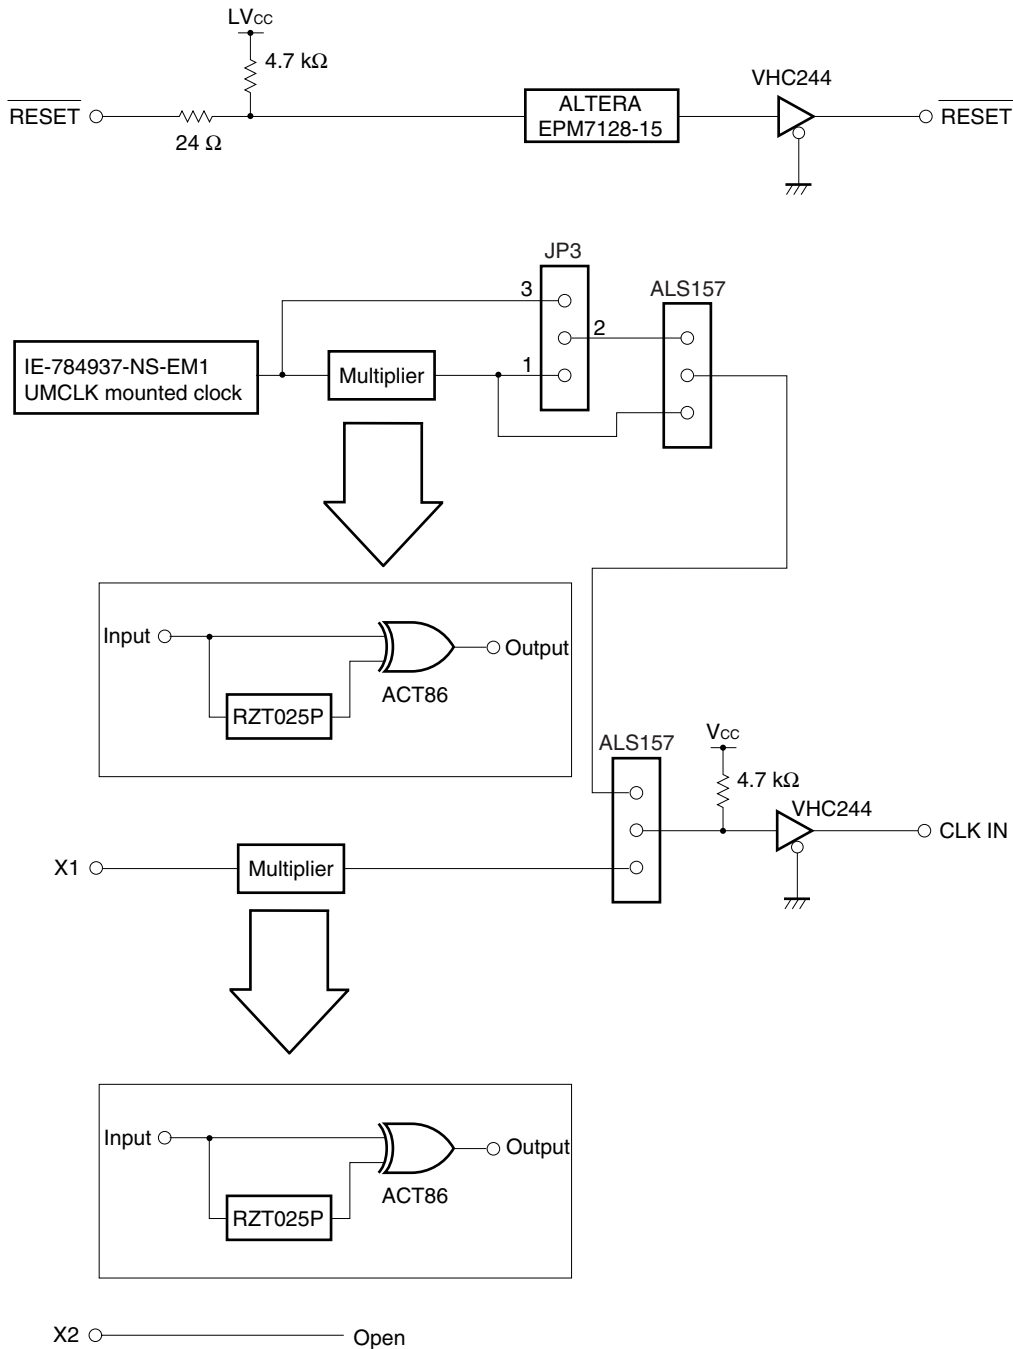 LVCC
4.7 kΩ
RESET
24 Ω
ALTERA
EPM7128-15
VHC244
RESET
JP3
3
2
1
ALS157
IE-784937-NS-EM1
UMCLK mounted clock
Multiplier
Input
Output
ACT86
RZT025P
ALS157
VCC
4.7 kΩ
VHC244
CLK IN
X1
Multiplier
Input
Output
ACT86
RZT025P
X2
Open